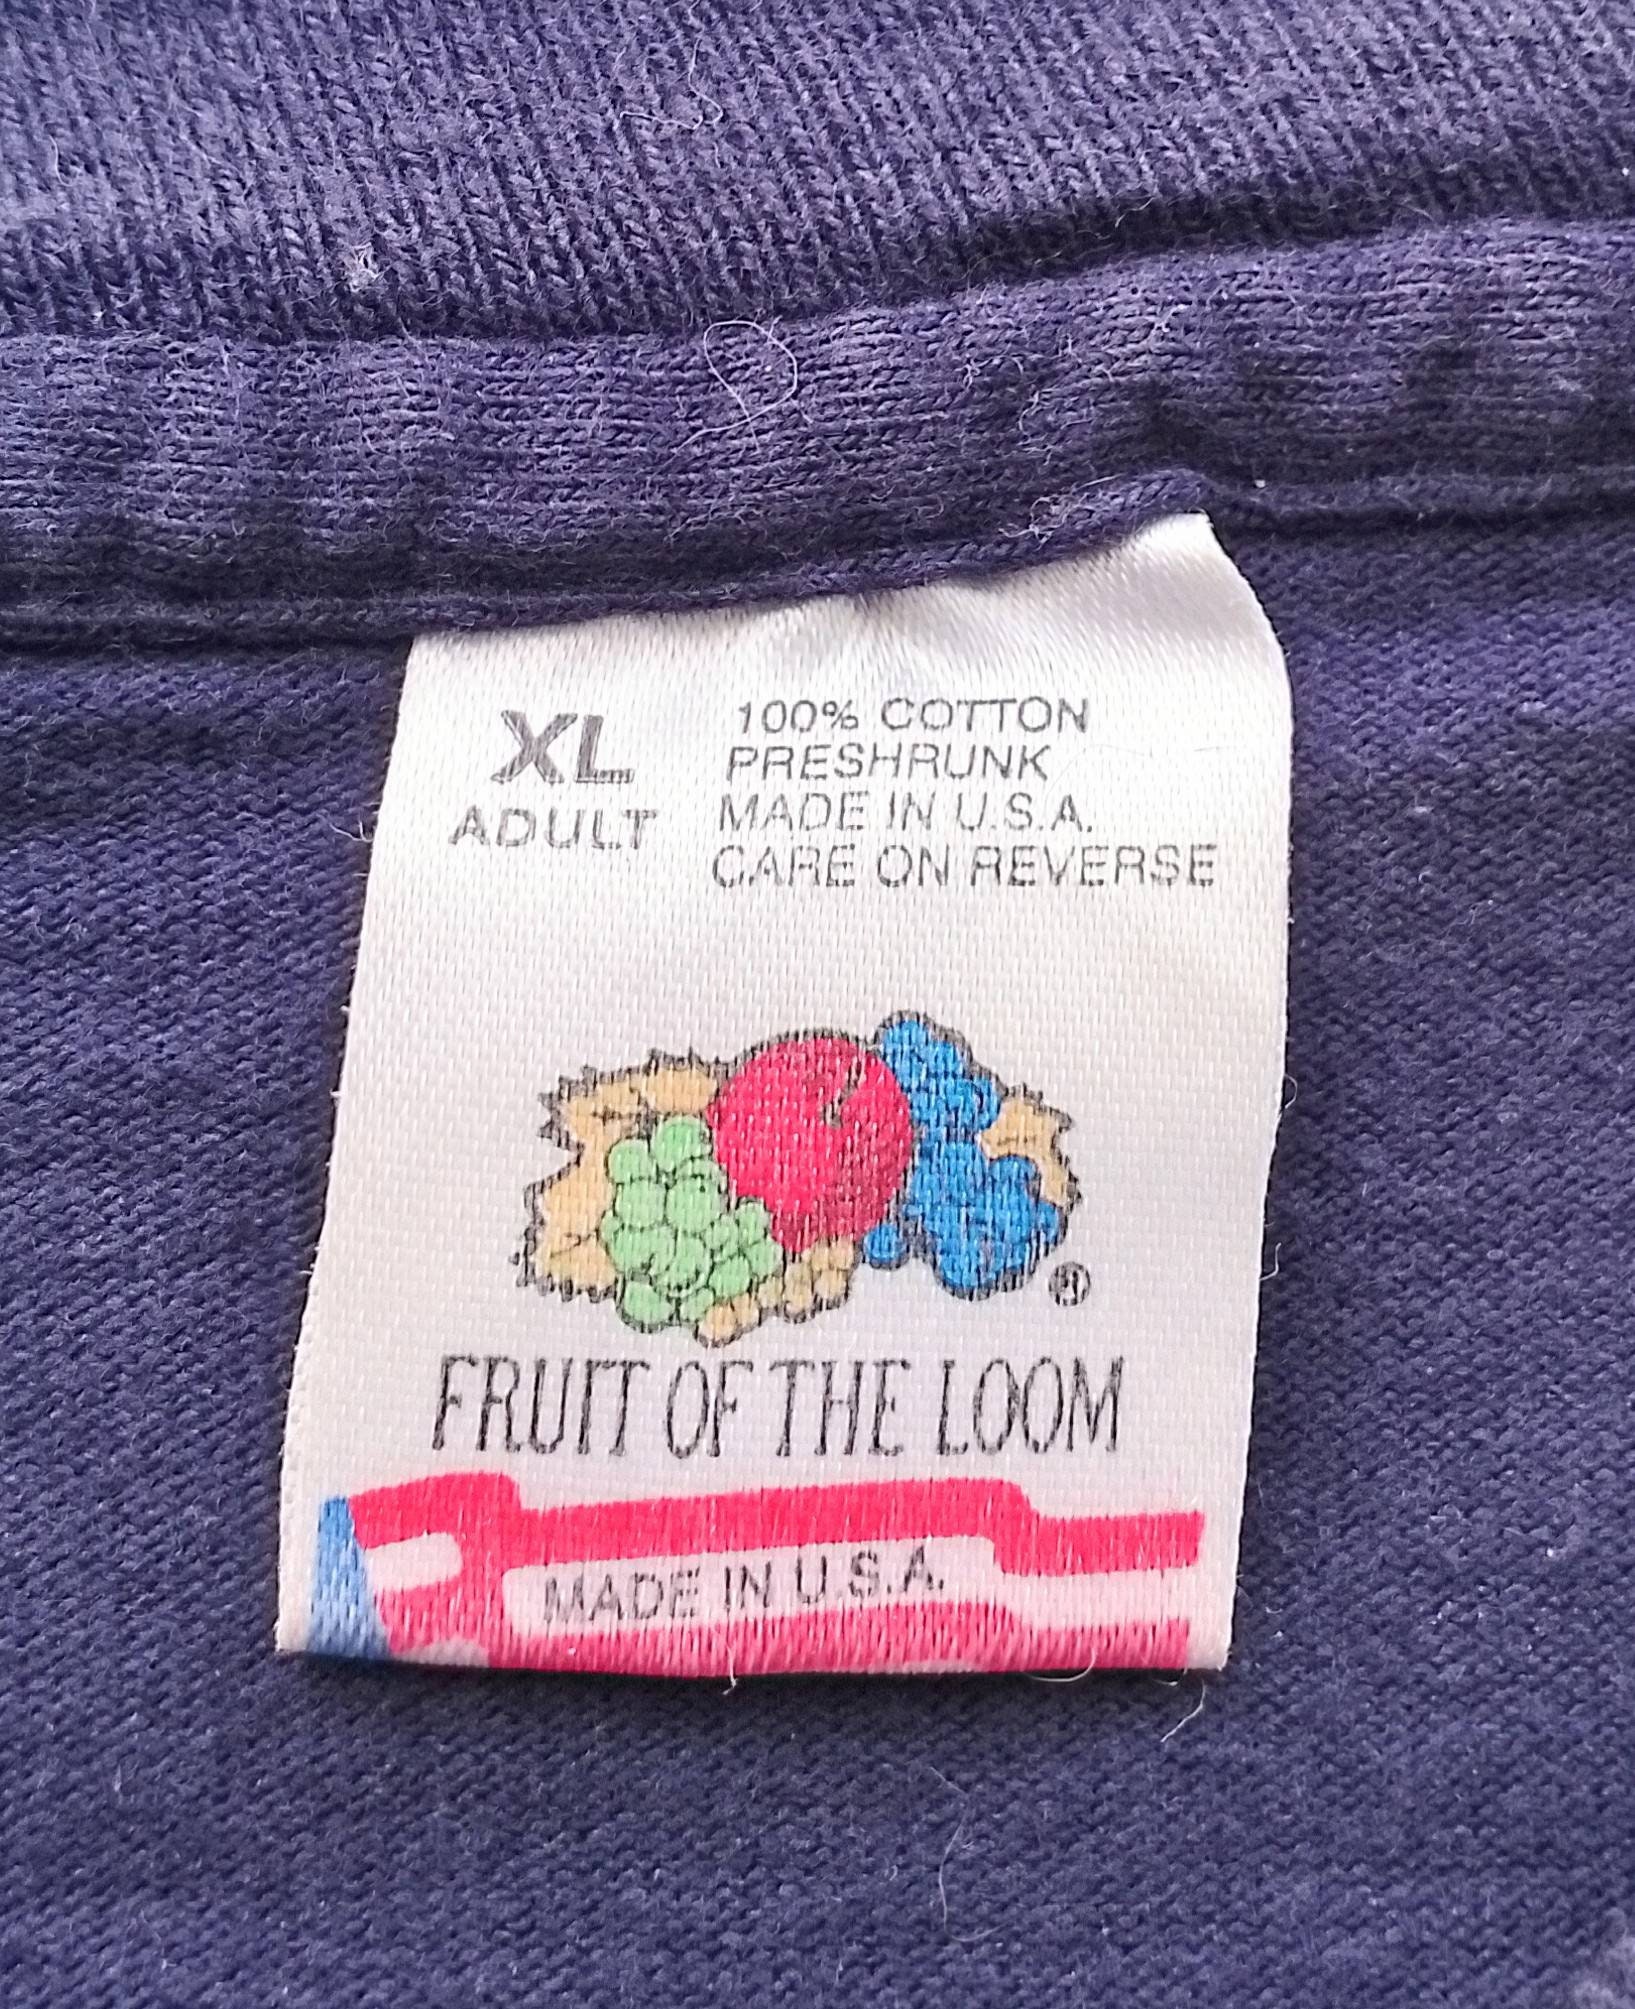 XL
ADULT
100% COTTON
PRESHRUNK
MADE IN U.S.A.
CARE ON REVERSE
®
FRUIT OF THE LOOM
MADE IN U.S.A.